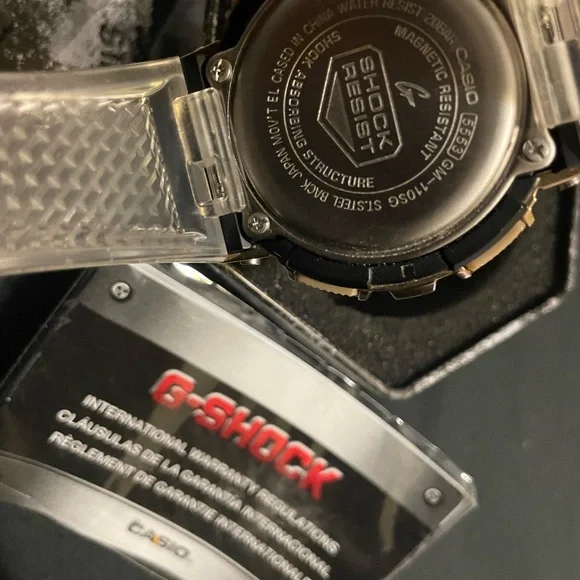 CASIO 5553 GM-110SG ST.STEEL BACK JAPAN MOV'T EL CASED IN CHINA WATER RESIST 20BAR
MAGNETIC RESISTANT
SHOCK ABSORBING STRUCTURE
G
SHOCK
RESIST
G-SHOCK
INTERNATIONAL WARRANTY REGULATIONS
CLÁUSULAS DE LA GARANTÍA INTERNACIONAL
RÈGLEMENT DE GARANTIE INTERNATIONALE
CASIO